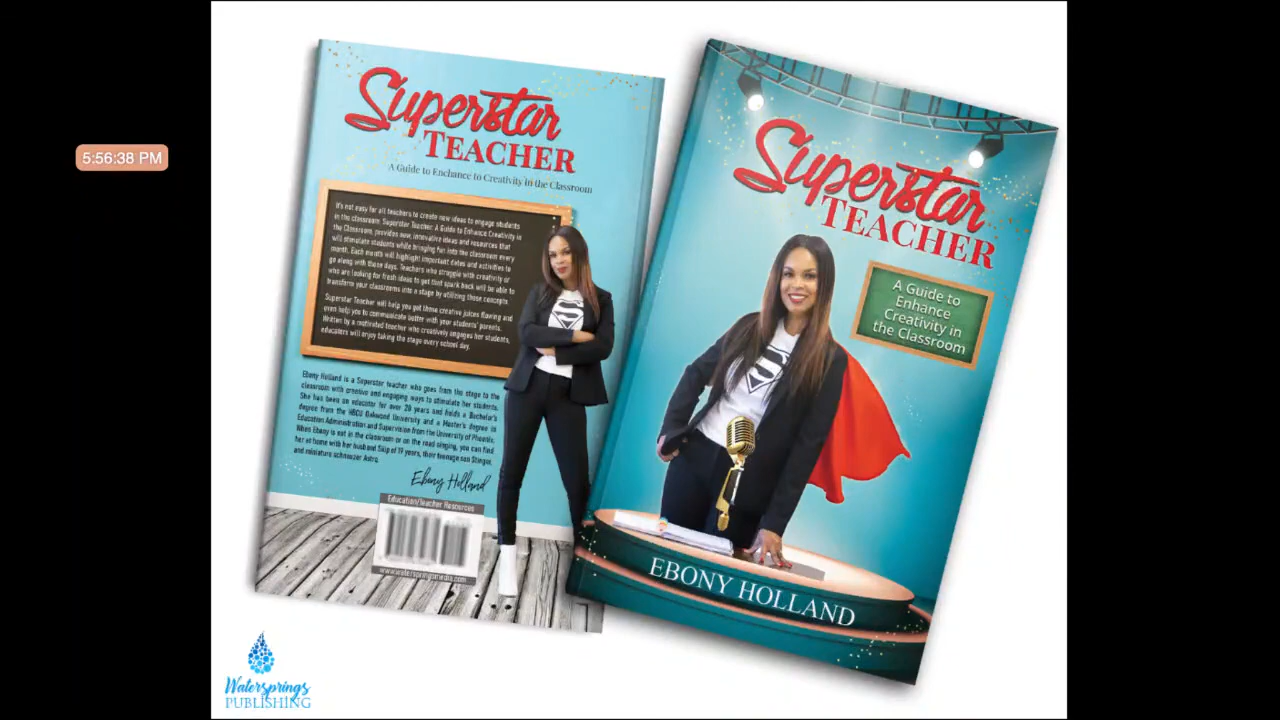 5:56:38 PM
Superstar
TEACHER
A Guide to Enchance to Creativity in the Classroom
It's not easy for all teachers to create new ideas to engage students
in the classroom. Superstar Teacher: A Guide to Enhance Creativity in
the Classroom, provides new, innovative ideas and resources that
will stimulate students while bringing fun into the classroom every
month. Each month will highlight important dates and activities to
go along with those days. Teachers who struggle with creativity or
who are looking for fresh ideas to get that spark back will be able to
transform your classrooms into a stage by utilizing these concepts
Superstar Teacher will help you get those creative juices flowing and
even help you to communicate better with your students' parents.
Written by a motivated teacher who creatively engages her students,
educators will enjoy taking the stage every school day.
Ebony Holland is a Superstar teacher who goes from the stage to the
classroom with creative and engaging ways to stimulate her students.
She has been an educator for over 20 years and holds a Bachelor's
degree from the HBCU Oakwood University and a Master's degree in
Education Administration and Supervision from the University of Phoenix.
When Ebony is not in the classroom or on the road singing, you can find
her at home with her husband Skip of 19 years, their teenage son Stinger,
and miniature schnauzer Astro.
Ebony Holland
Education/Teacher Resources
www.waterspringsmedia.com
Superstar
TEACHER
A Guide to
Enhance
Creativity in
the Classroom
EBONY HOLLAND
Watersprings
PUBLISHING